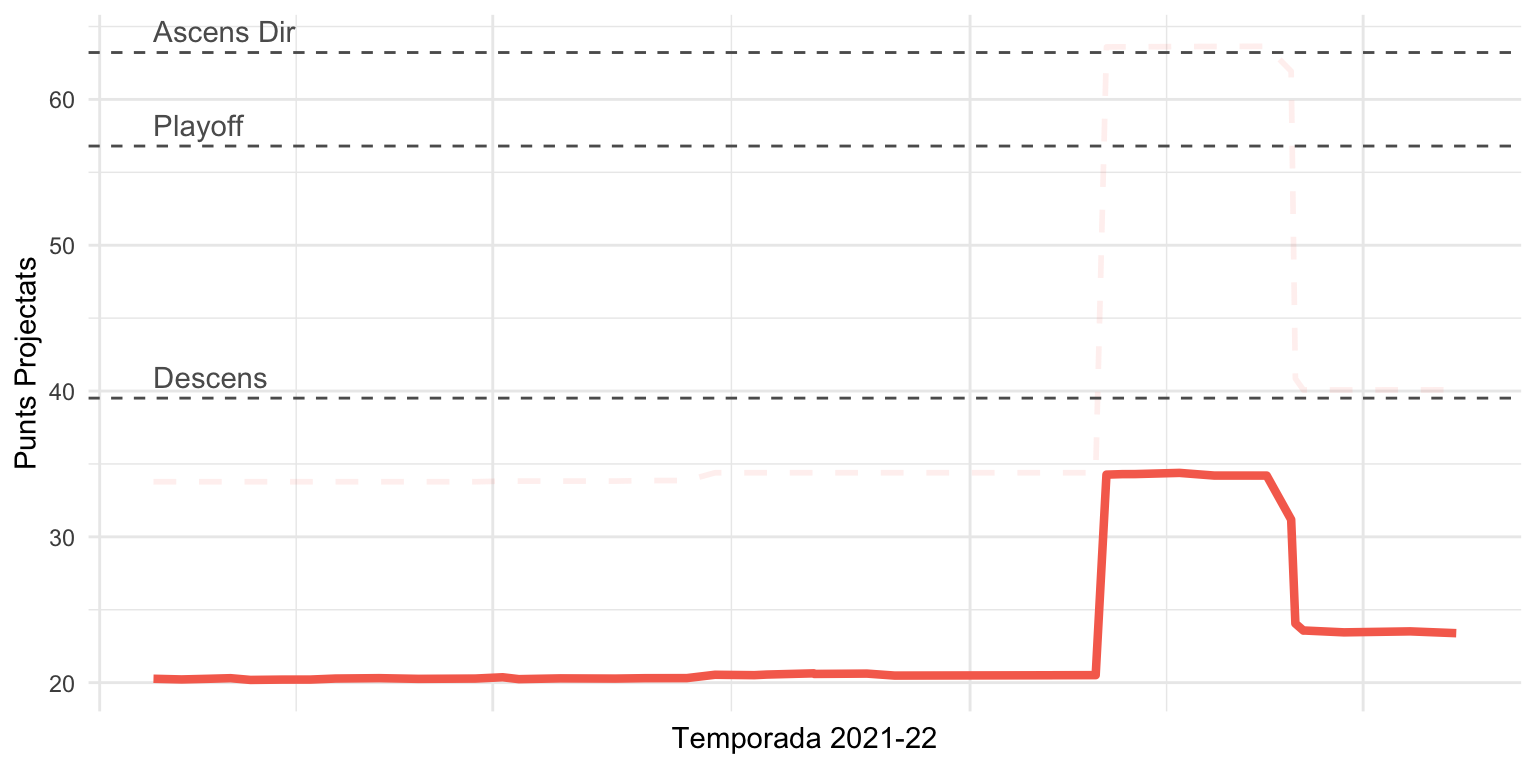 Ascens Dir
60
Playoff
50
Descens
40
30
20
Punts Projectats
Temporada 2021-22